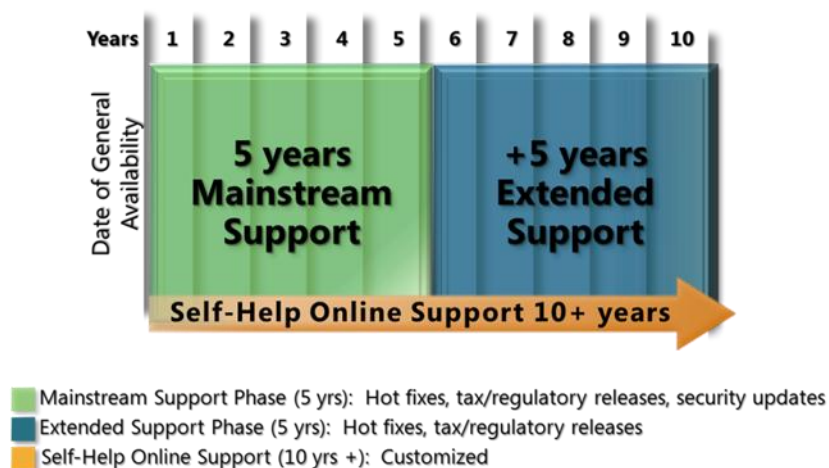 Years 1 2 3 4 5 6 7 8 9 10
Date of General
Availability
5 years
Mainstream
Support
+5 years
Extended
Support
Self-Help Online Support 10+ years
Mainstream Support Phase (5 yrs): Hot fixes, tax/regulatory releases, security updates
Extended Support Phase (5 yrs): Hot fixes, tax/regulatory releases
Self-Help Online Support (10 yrs +): Customized